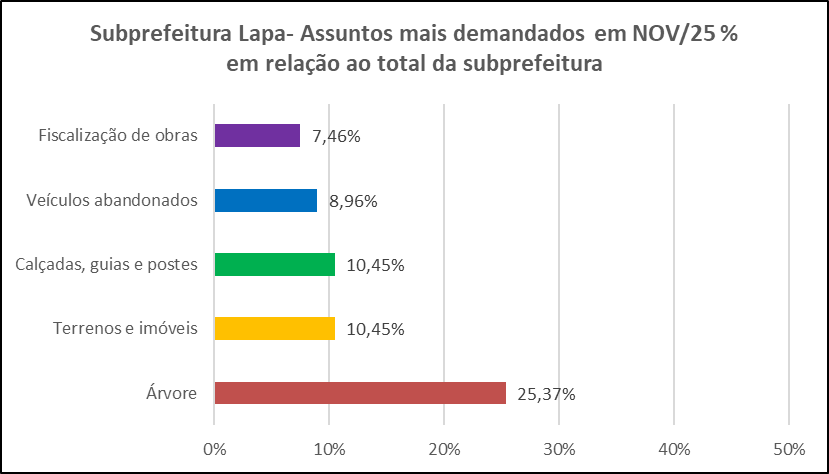 Subprefeitura Lapa- Assuntos mais demandados em NOV/25 %
em relação ao total da subprefeitura
Fiscalização de obras 7,46%
Veículos abandonados 8,96%
Calçadas, guias e postes 10,45%
Terrenos e imóveis 10,45%
Árvore 25,37%
0% 10% 20% 30% 40% 50%